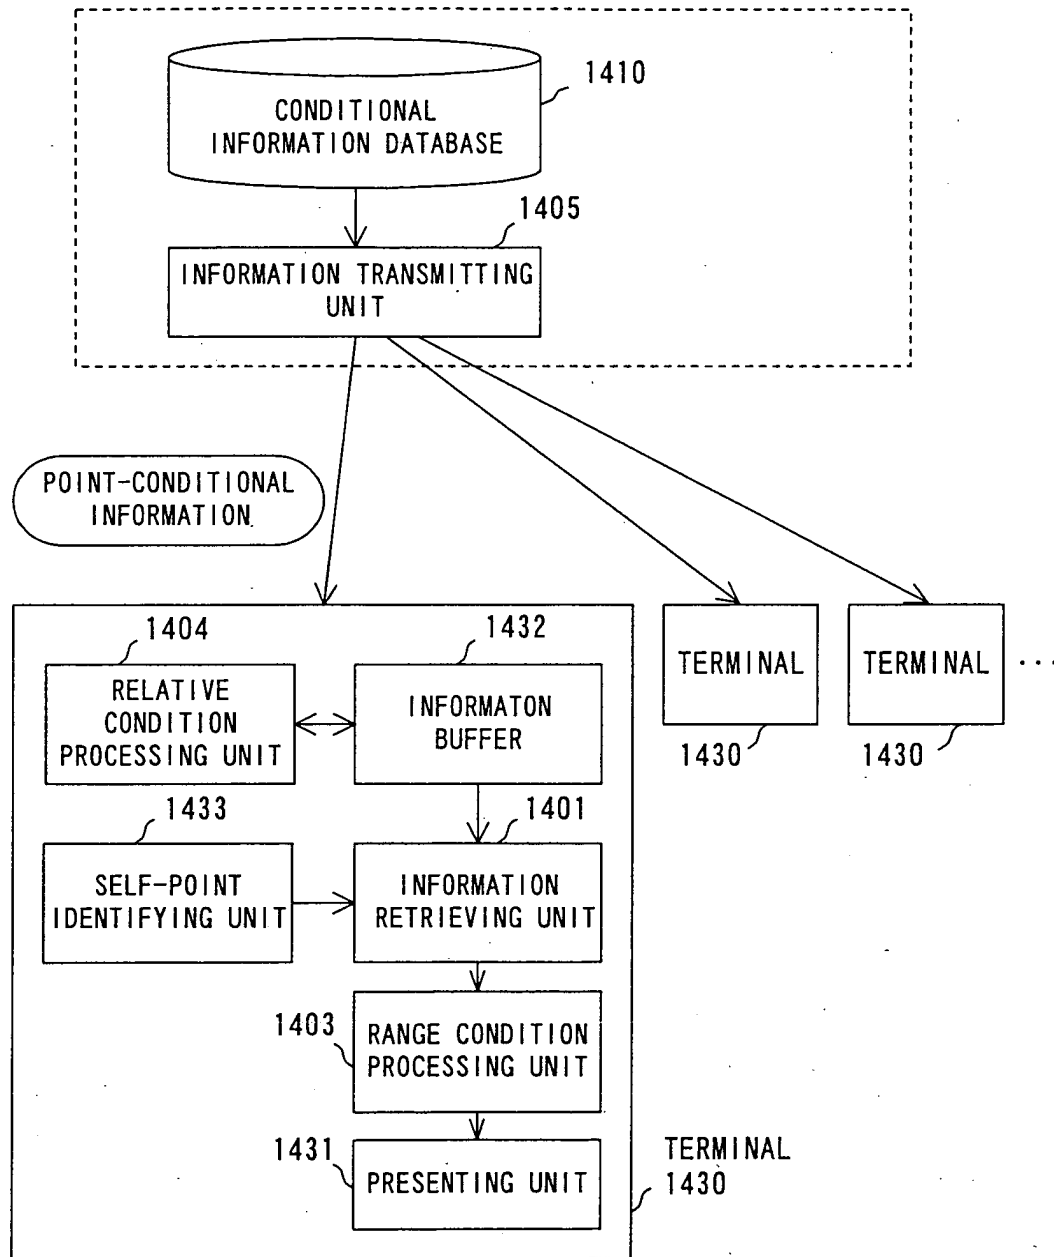 1410
CONDITIONAL
INFORMATION DATABASE
1405
INFORMATION TRANSMITTING
UNIT
POINT-CONDITIONAL
INFORMATION
1404
1432
RELATIVE
CONDITION
PROCESSING UNIT
INFORMATON
BUFFER
TERMINAL
TERMINAL
...
1430
1430
1433
1401
SELF-POINT
IDENTIFYING UNIT
INFORMATION
RETRIEVING UNIT
1403
RANGE CONDITION
PROCESSING UNIT
1431
PRESENTING UNIT
TERMINAL
1430